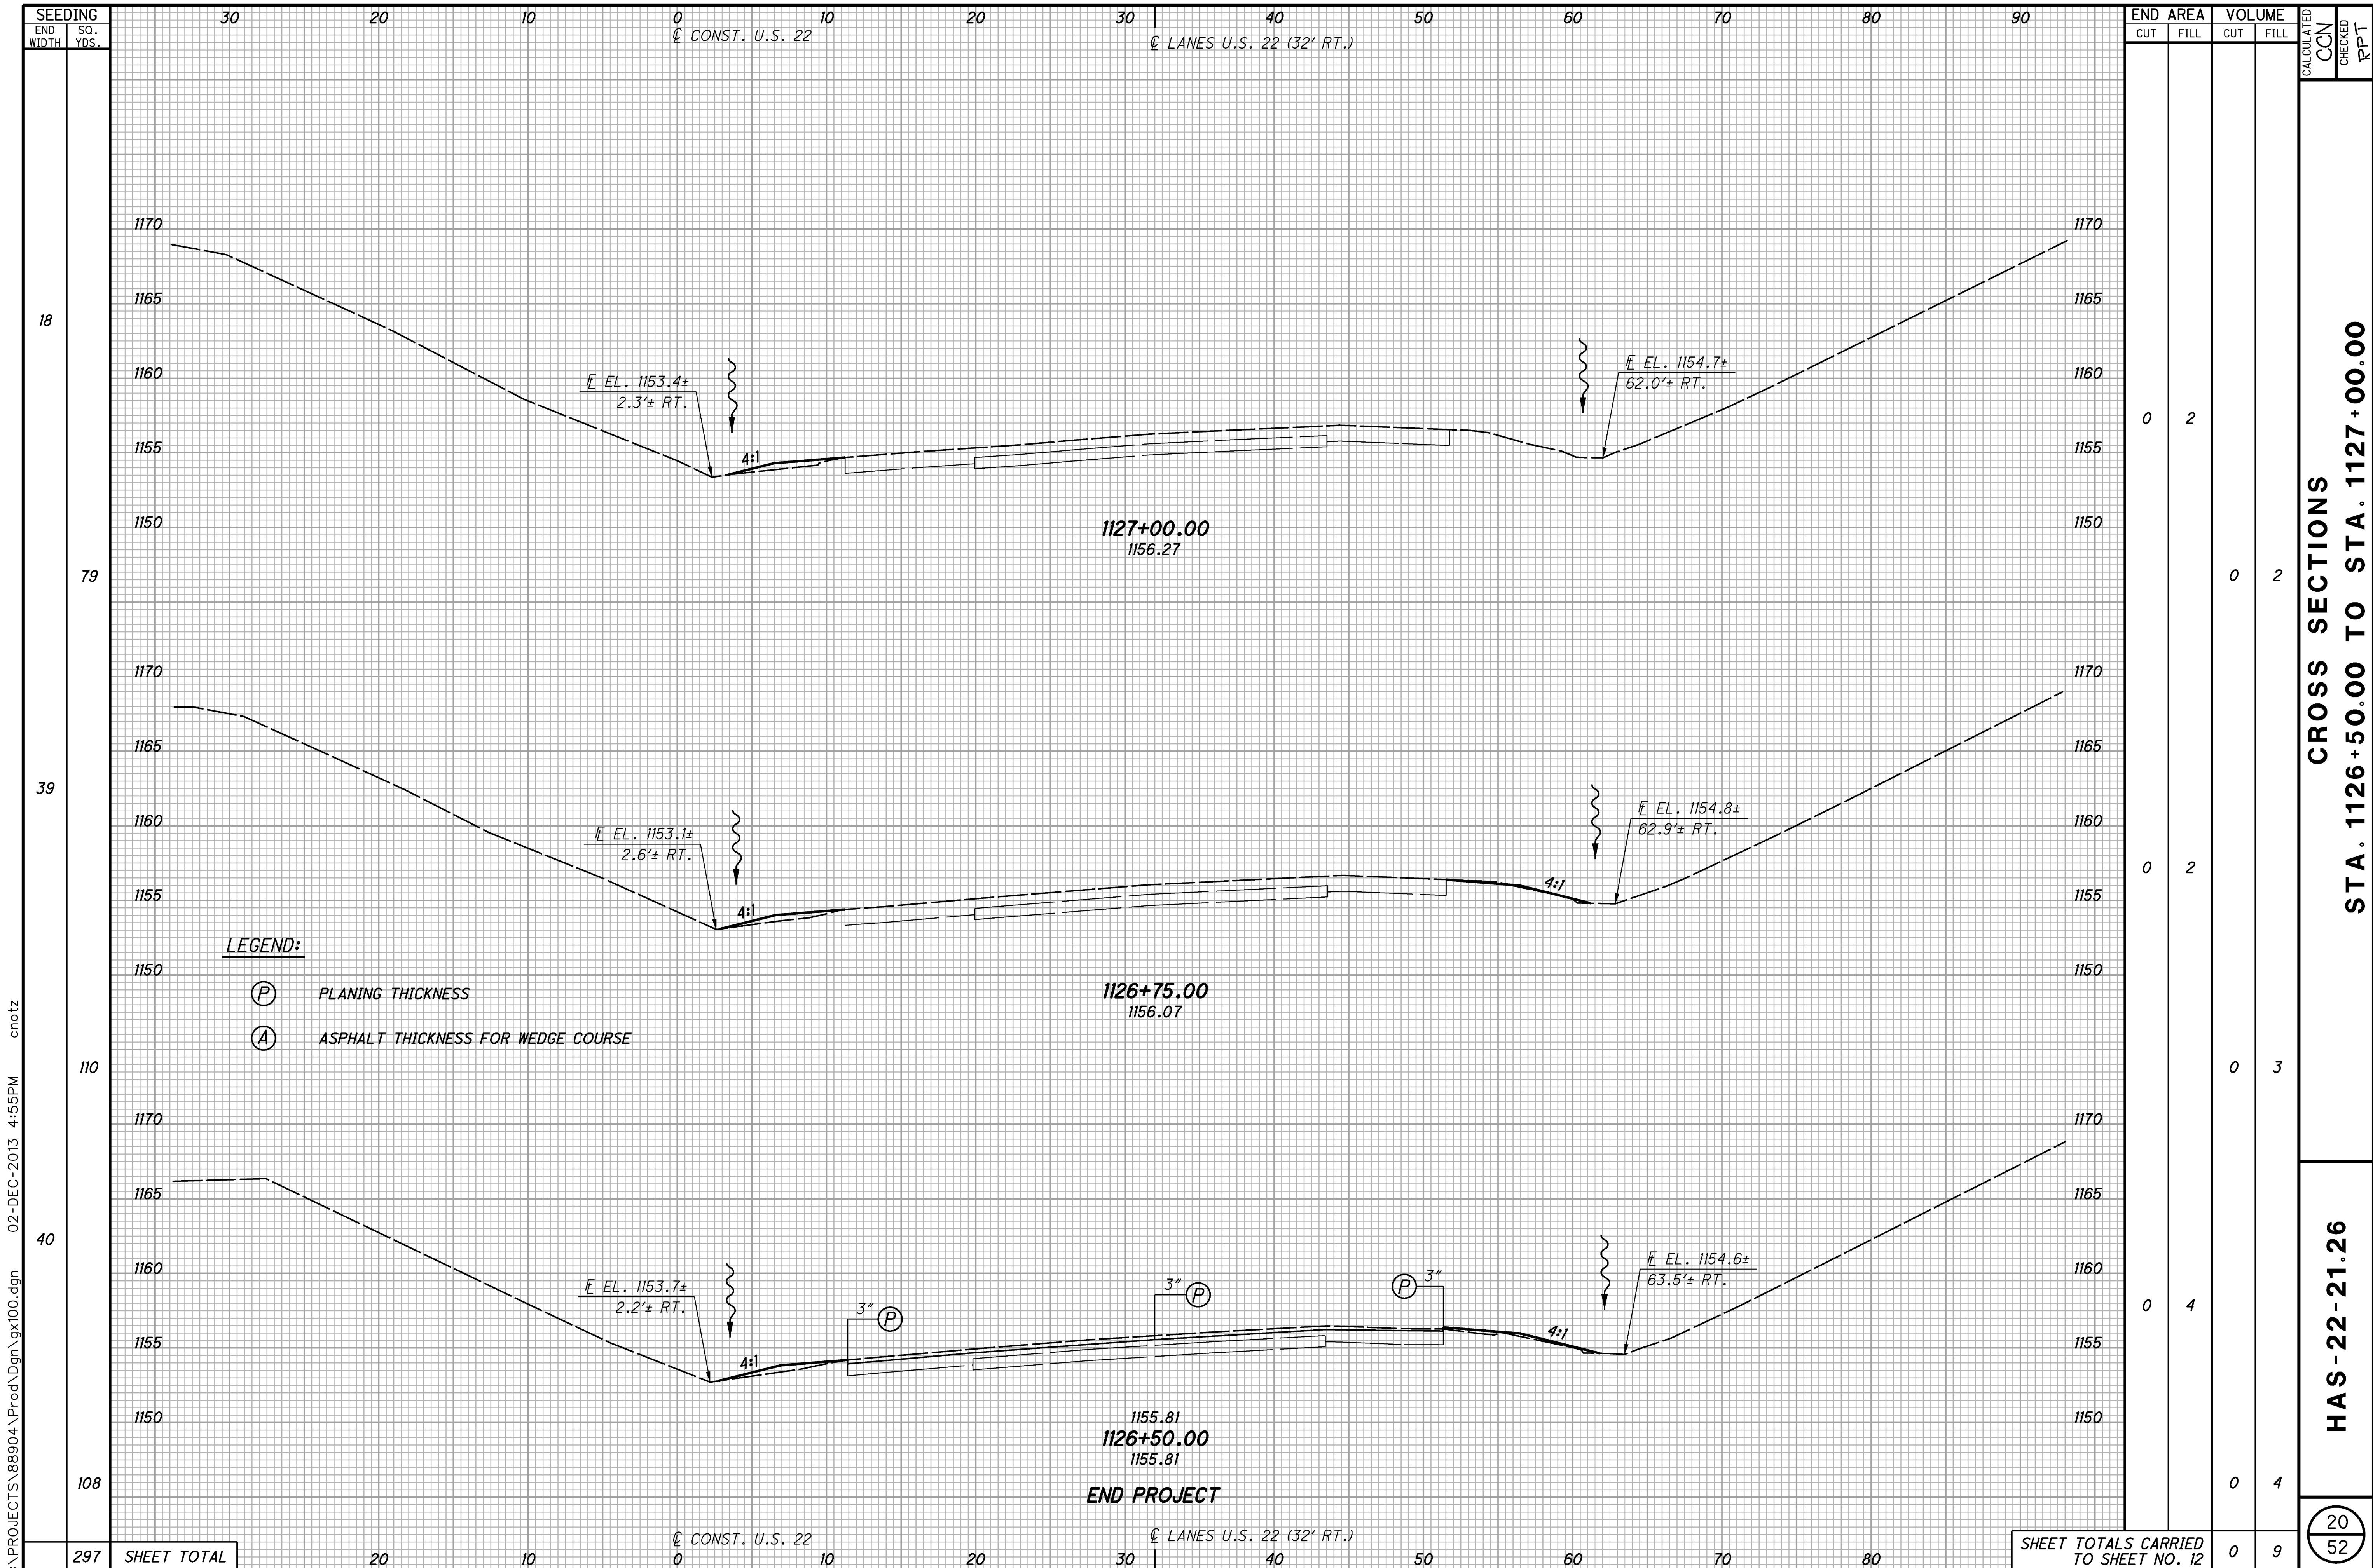 SEEDING
END WIDTH
SQ. YDS.
30 20 10 0 10 20 30 40 50 60 70 80 90
END AREA
VOLUME
CUT FILL CUT FILL
CALCULATED
CCN
CHECKED
RPT
℄ CONST. U.S. 22
℄ LANES U.S. 22 (32' RT.)
1170 1170
1165 1165
18
1160 1160
EL. 1153.4±
2.3'± RT.
EL. 1154.7±
62.0'± RT.
0 2
1155 1155
4:1
1150 1150
1127+00.00
1156.27
79
0 2
1170 1170
1165 1165
39
1160 1160
EL. 1153.1±
2.6'± RT.
EL. 1154.8±
62.9'± RT.
0 2
1155 1155
4:1
4:1
LEGEND:
P PLANING THICKNESS
A ASPHALT THICKNESS FOR WEDGE COURSE
1150 1150
1126+75.00
1156.07
110
0 3
1170 1170
1165 1165
40
1160 1160
EL. 1153.7±
2.2'± RT.
3" P
3" P
P 3"
EL. 1154.6±
63.5'± RT.
0 4
1155 1155
4:1
4:1
1150 1150
1155.81
1126+50.00
1155.81
END PROJECT
108
0 4
℄ CONST. U.S. 22
℄ LANES U.S. 22 (32' RT.)
297 SHEET TOTAL
20 10 0 10 20 30 40 50 60 70 80
SHEET TOTALS CARRIED
TO SHEET NO. 12
0 9
CROSS SECTIONS
STA. 1126+50.00 TO STA. 1127+00.00
HAS-22-21.26
20
52
\PROJECTS\88904\Prod\Dgn\gx100.dgn 02-DEC-2013 4:55PM cnotz